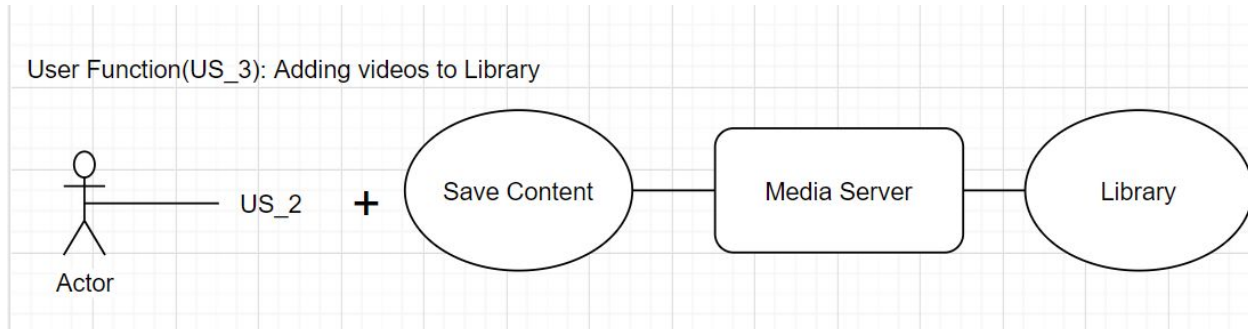 User Function(US_3): Adding videos to Library
US_2 + Save Content Media Server Library
Actor